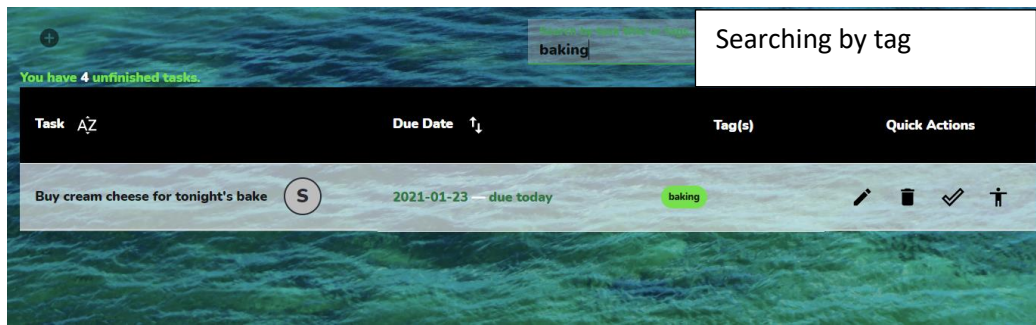 baking
Searching by tag
You have 4 unfinished tasks.
Task AZ Due Date Tag(s) Quick Actions
Buy cream cheese for tonight's bake S 2021-01-23 — due today baking